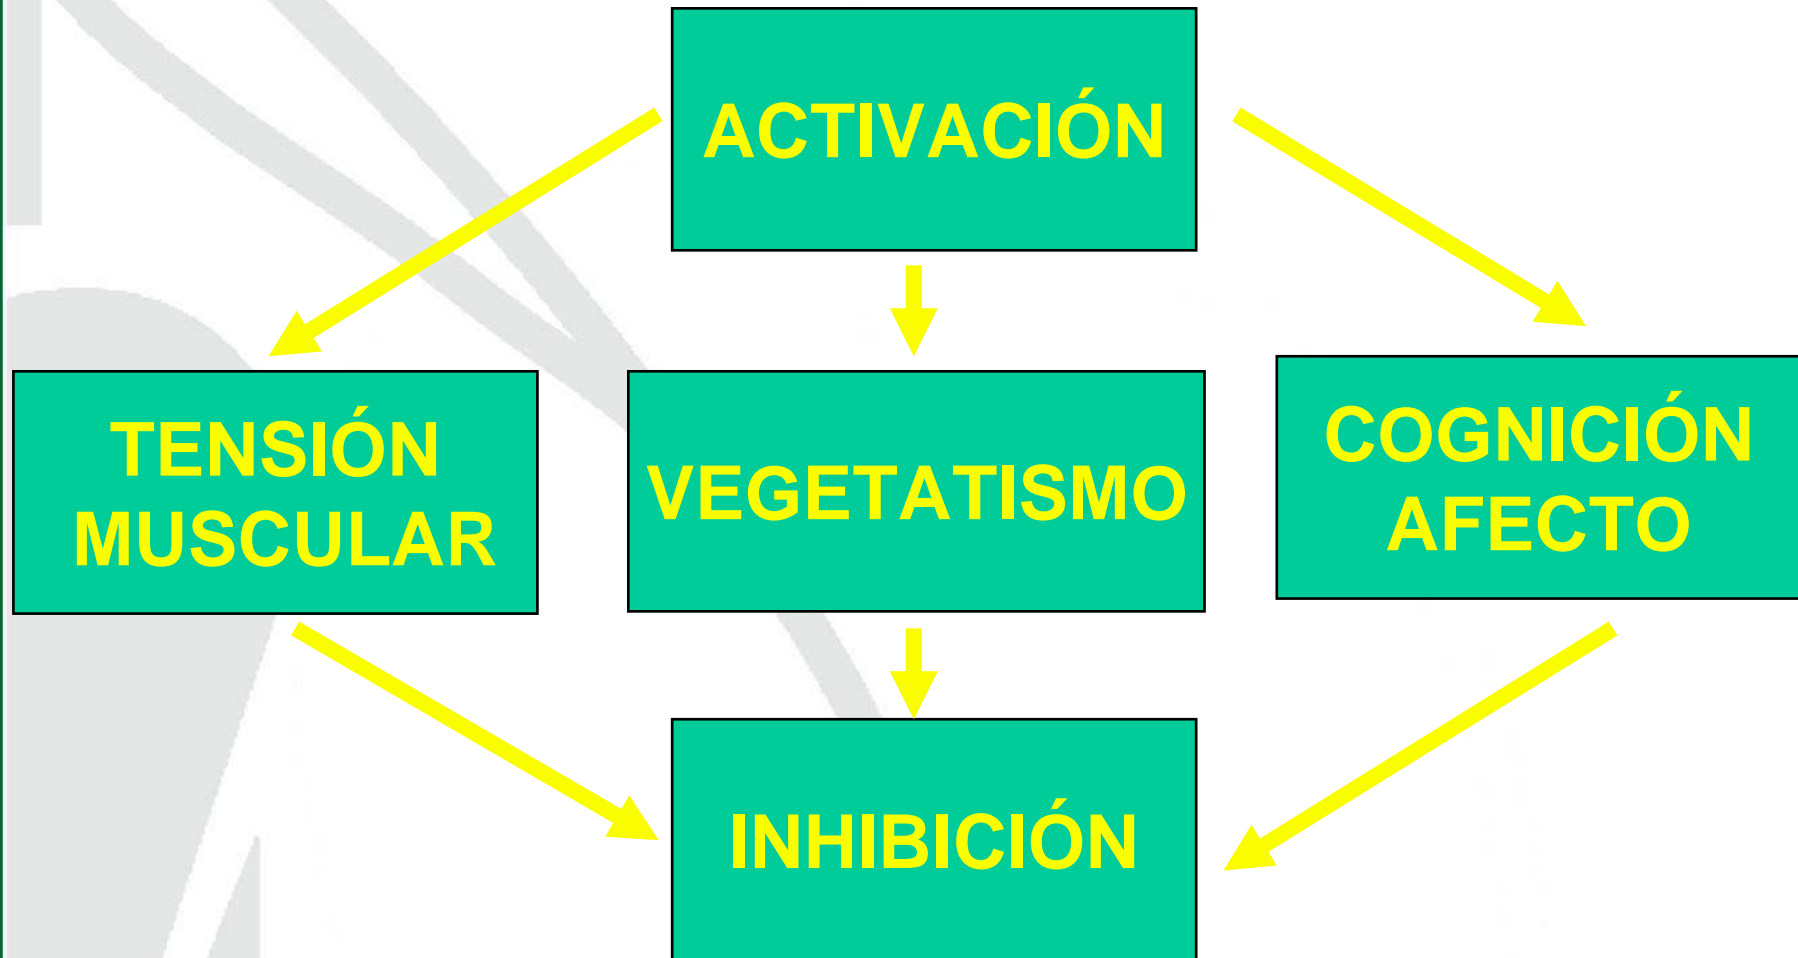 ACTIVACIÓN
TENSIÓN
MUSCULAR
VEGETATISMO
COGNICIÓN
AFECTO
INHIBICIÓN